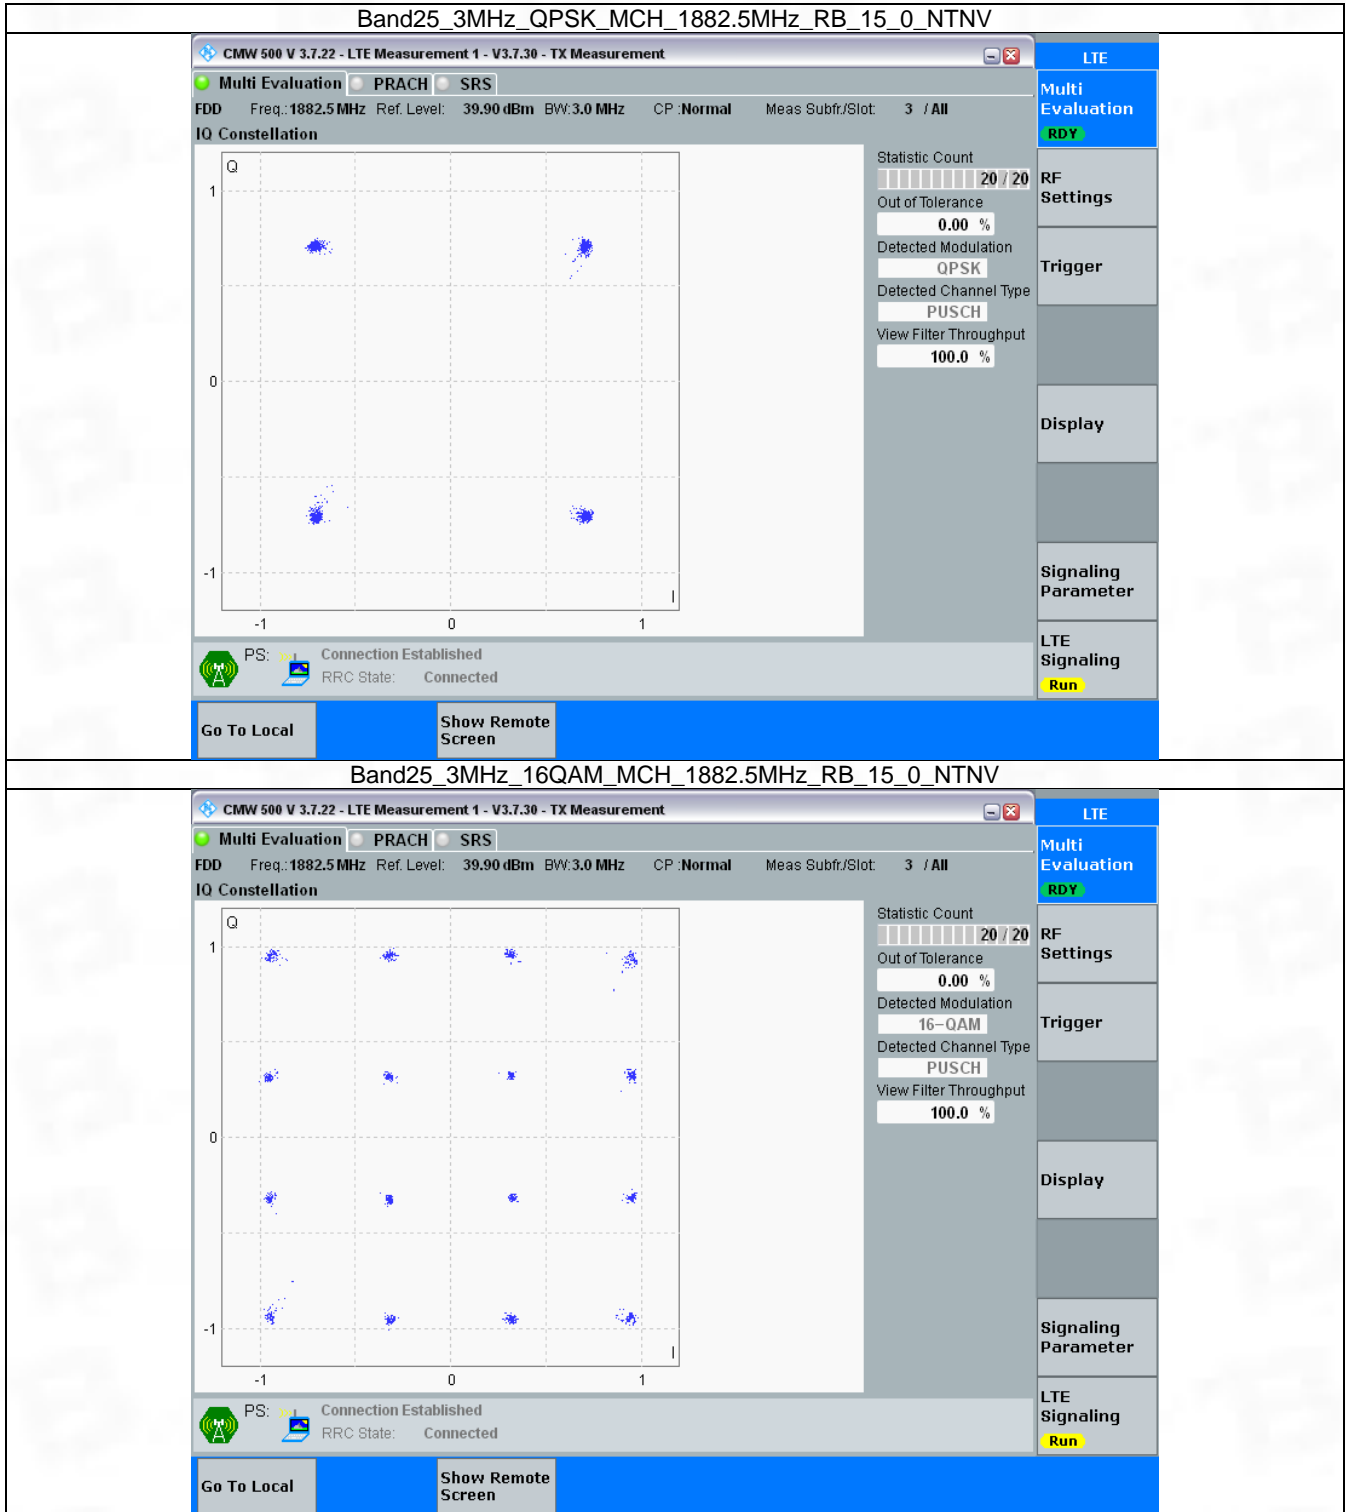 Band25_3MHz_QPSK_MCH_1882.5MHz_RB_15_0_NTNV
CMW 500 V 3.7.22 - LTE Measurement 1 - V3.7.30 - TX Measurement
LTE
Multi Evaluation PRACH SRS
Multi
Evaluation
RDY
FDD Freq.: 1882.5 MHz Ref. Level: 39.90 dBm BW: 3.0 MHz CP : Normal Meas Subfr./Slot: 3 / All
IQ Constellation
Q
1
0
-1
I
-1 0 1
Statistic Count
20 / 20
Out of Tolerance
0.00 %
Detected Modulation
QPSK
Detected Channel Type
PUSCH
View Filter Throughput
100.0 %
RF
Settings
Trigger
Display
Signaling
Parameter
LTE
Signaling
Run
PS: Connection Established
RRC State: Connected
Go To Local
Show Remote
Screen
Band25_3MHz_16QAM_MCH_1882.5MHz_RB_15_0_NTNV
CMW 500 V 3.7.22 - LTE Measurement 1 - V3.7.30 - TX Measurement
LTE
Multi Evaluation PRACH SRS
Multi
Evaluation
RDY
FDD Freq.: 1882.5 MHz Ref. Level: 39.90 dBm BW: 3.0 MHz CP : Normal Meas Subfr./Slot: 3 / All
IQ Constellation
Q
1
0
-1
I
-1 0 1
Statistic Count
20 / 20
Out of Tolerance
0.00 %
Detected Modulation
16-QAM
Detected Channel Type
PUSCH
View Filter Throughput
100.0 %
RF
Settings
Trigger
Display
Signaling
Parameter
LTE
Signaling
Run
PS: Connection Established
RRC State: Connected
Go To Local
Show Remote
Screen